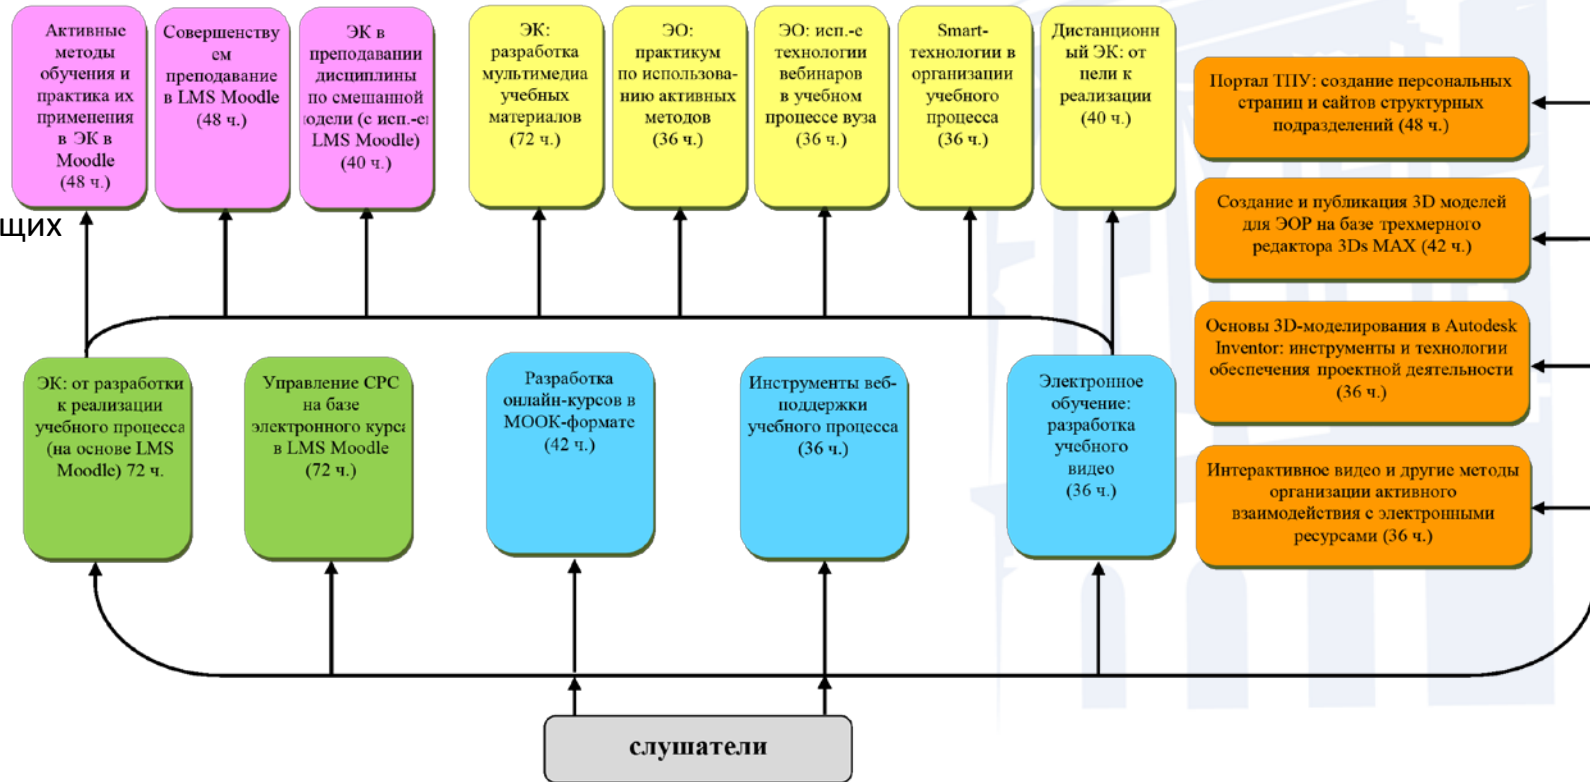 Активные
методы
обучения и
практика их
применения
в ЭК в
Moodle
(48 ч.)
Совершенству
ем
преподавание
в LMS Moodle
(48 ч.)
ЭК в
преподавании
дисциплины
по смешанной
одели (с исп.-е
LMS Moodle)
(40 ч.)
ЭК:
разработка
мультимедиа
учебных
материалов
(72 ч.)
ЭО:
практикум
по использова-
нию активных
методов
(36 ч.)
ЭО: исп.-е
технологии
вебинаров
в учебном
процессе вуза
(36 ч.)
Smart-
технологии в
организации
учебного
процесса
(36 ч.)
Дистанционн
ый ЭК: от
цели к
реализации
(40 ч.)
Портал ТПУ: создание персональных
страниц и сайтов структурных
подразделений (48 ч.)
Создание и публикация 3D моделей
для ЭОР на базе трехмерного
редактора 3Ds MAX (42 ч.)
Основы 3D-моделирования в Autodesk
Inventor: инструменты и технологии
обеспечения проектной деятельности
(36 ч.)
Интерактивное видео и другие методы
организации активного
взаимодействия с электронными
ресурсами (36 ч.)
щих
ЭК: от разработки
к реализации
учебного процесса
(на основе LMS
Moodle) 72 ч.
Управление СРС
на базе
электронного курса
в LMS Moodle
(72 ч.)
Разработка
онлайн-курсов в
МООК-формате
(42 ч.)
Инструменты веб-
поддержки
учебного процесса
(36 ч.)
Электронное
обучение:
разработка
учебного
видео
(36 ч.)
слушатели